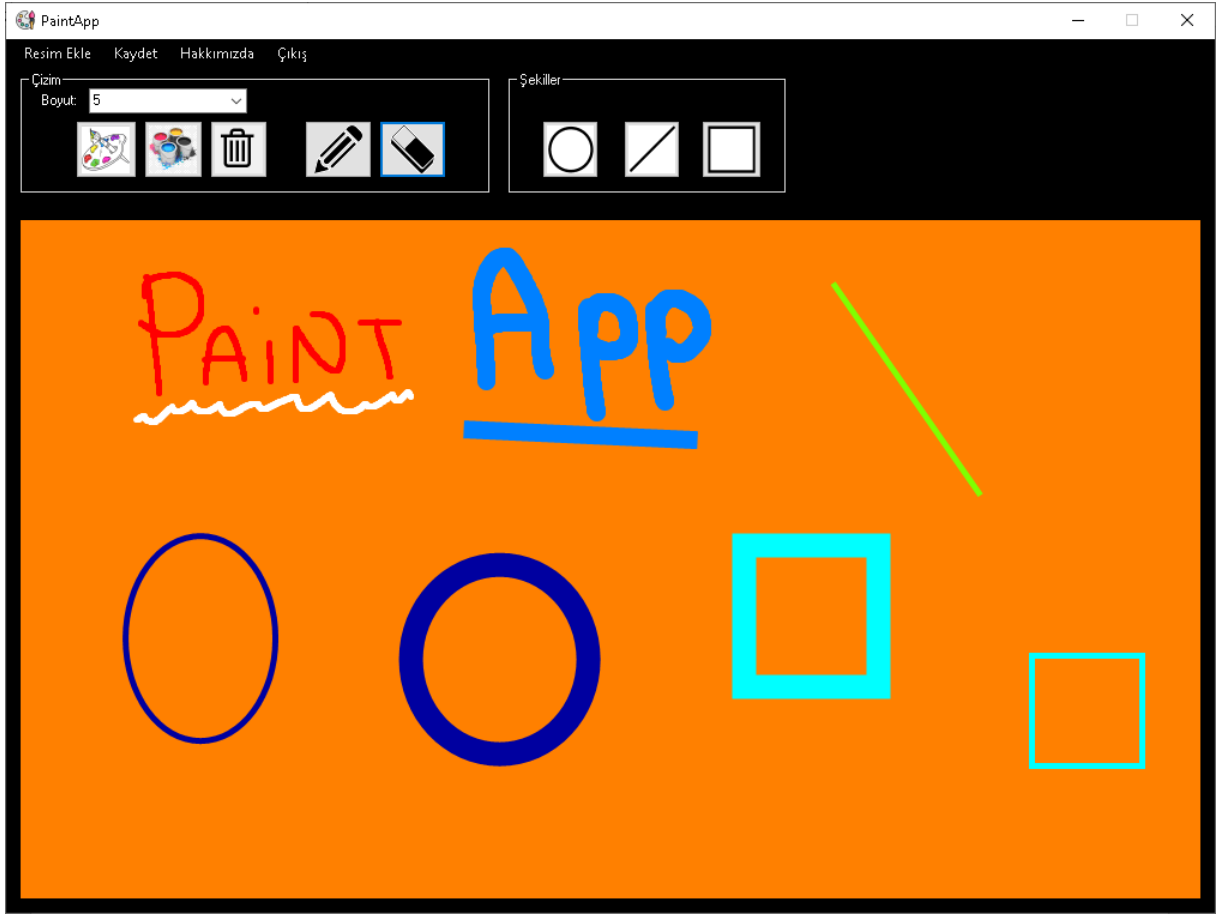 PaintApp
Resim Ekle Kaydet Hakkımızda Çıkış
Çizim Şekiller
Boyut: 5
PAiNT App